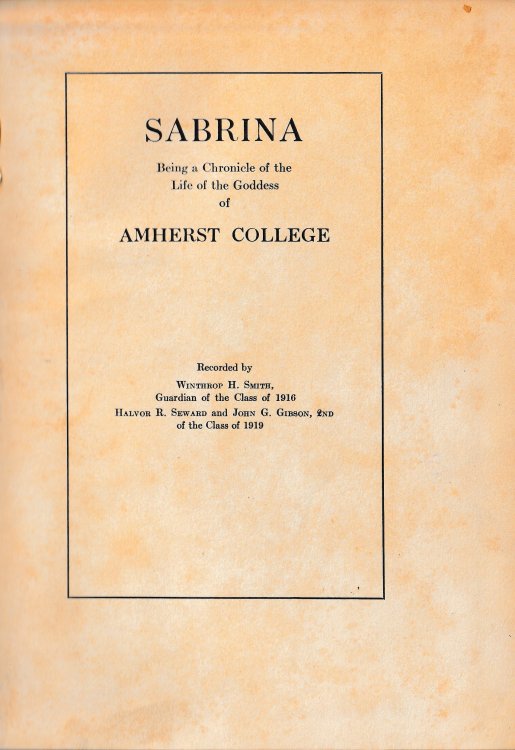 SABRINA
Being a Chronicle of the
Life of the Goddess
of
AMHERST COLLEGE
Recorded by
Winthrop H. Smith,
Guardian of the Class of 1916
Halvor R. Seward and John G. Gibson, 2nd
of the Class of 1919